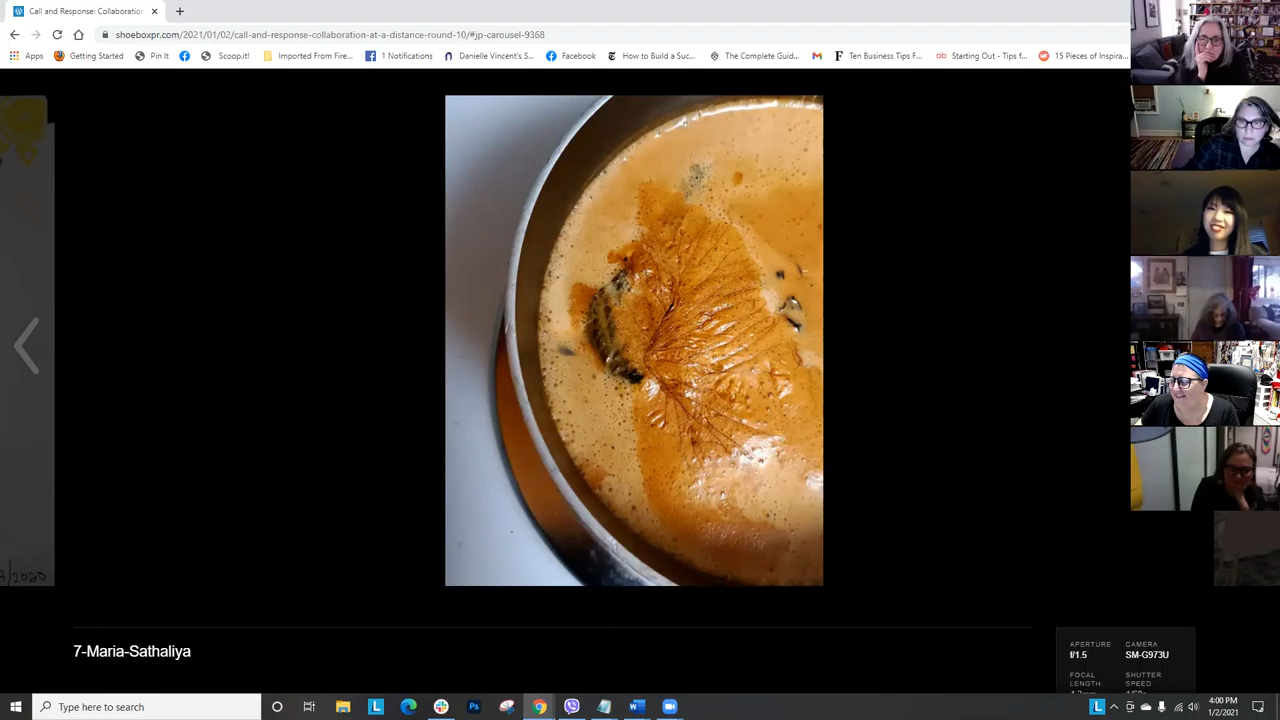 Call and Response: Collaboratio
shoeboxpr.com/2021/01/02/call-and-response-collaboration-at-a-distance-round-10/#jp-carousel-9368
Apps Getting Started Pin It Scoop.it! Imported From Fire... 1 Notifications Danielle Vincent's S... Facebook How to Build a Suc... The Complete Guid... Ten Business Tips F... Starting Out - Tips f... 15 Pieces of Inspira...
3/2020
7-Maria-Sathaliya
APERTURE CAMERA
f/1.5 SM-G973U
FOCAL LENGTH SHUTTER SPEED
Type here to search
4:00 PM
1/2/2021